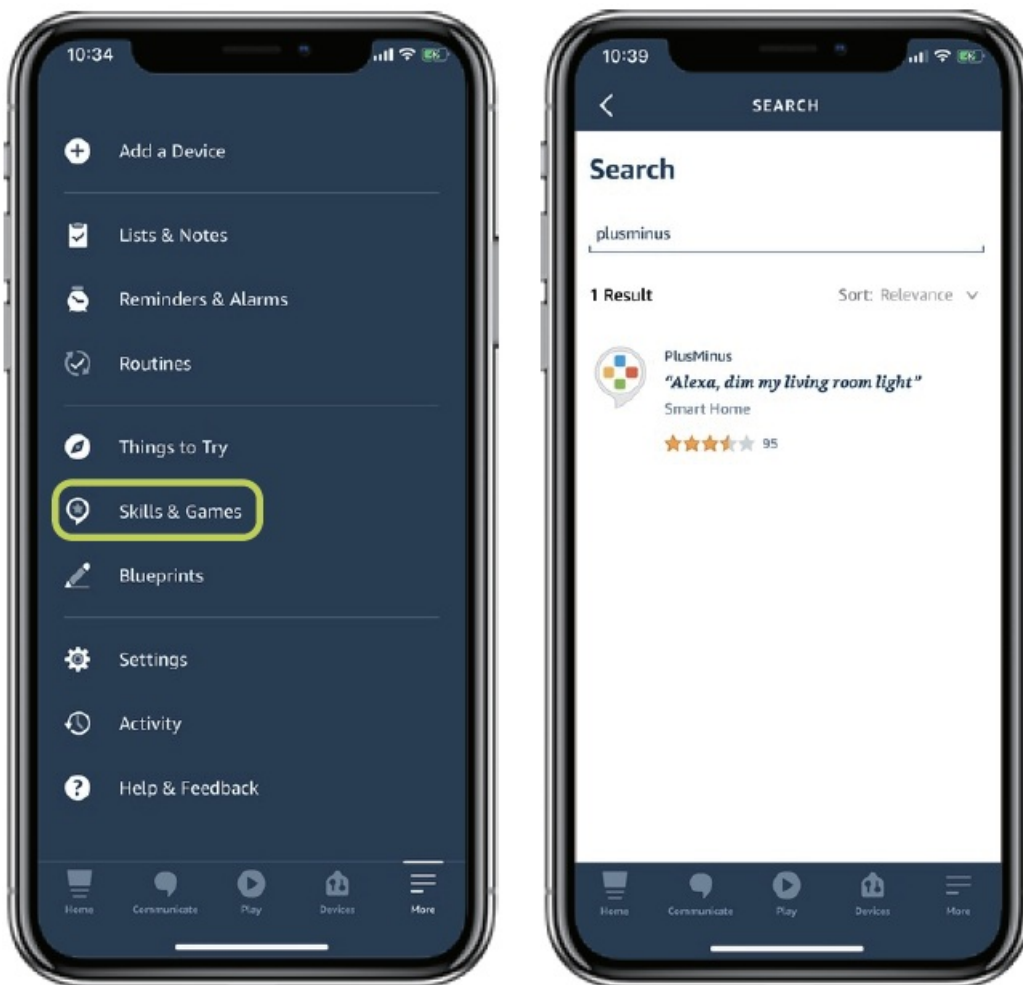 10:34
Add a Device
Lists & Notes
Reminders & Alarms
Routines
Things to Try
Skills & Games
Blueprints
Settings
Activity
Help & Feedback
Home
Communicate
Play
Devices
More
10:39
SEARCH
Search
plusminus
1 Result
Sort: Relevance
PlusMinus
“Alexa, dim my living room light”
Smart Home
95
Home
Communicate
Play
Devices
More